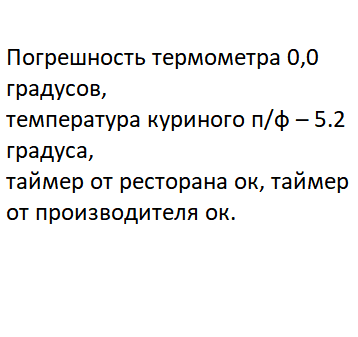 Погрешность термометра 0,0
градусов,
температура куриного п/ф – 5.2
градуса,
таймер от ресторана ок, таймер
от производителя ок.